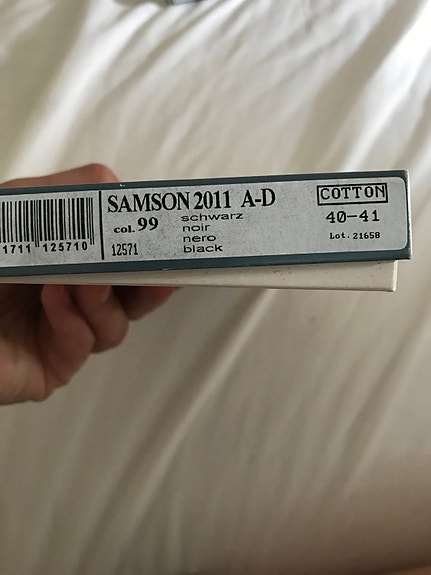 SAMSON 2011 A-D
col. 99
schwarz
noir
nero
black
12571
COTTON
40-41
Lot. 21658
1711 125710